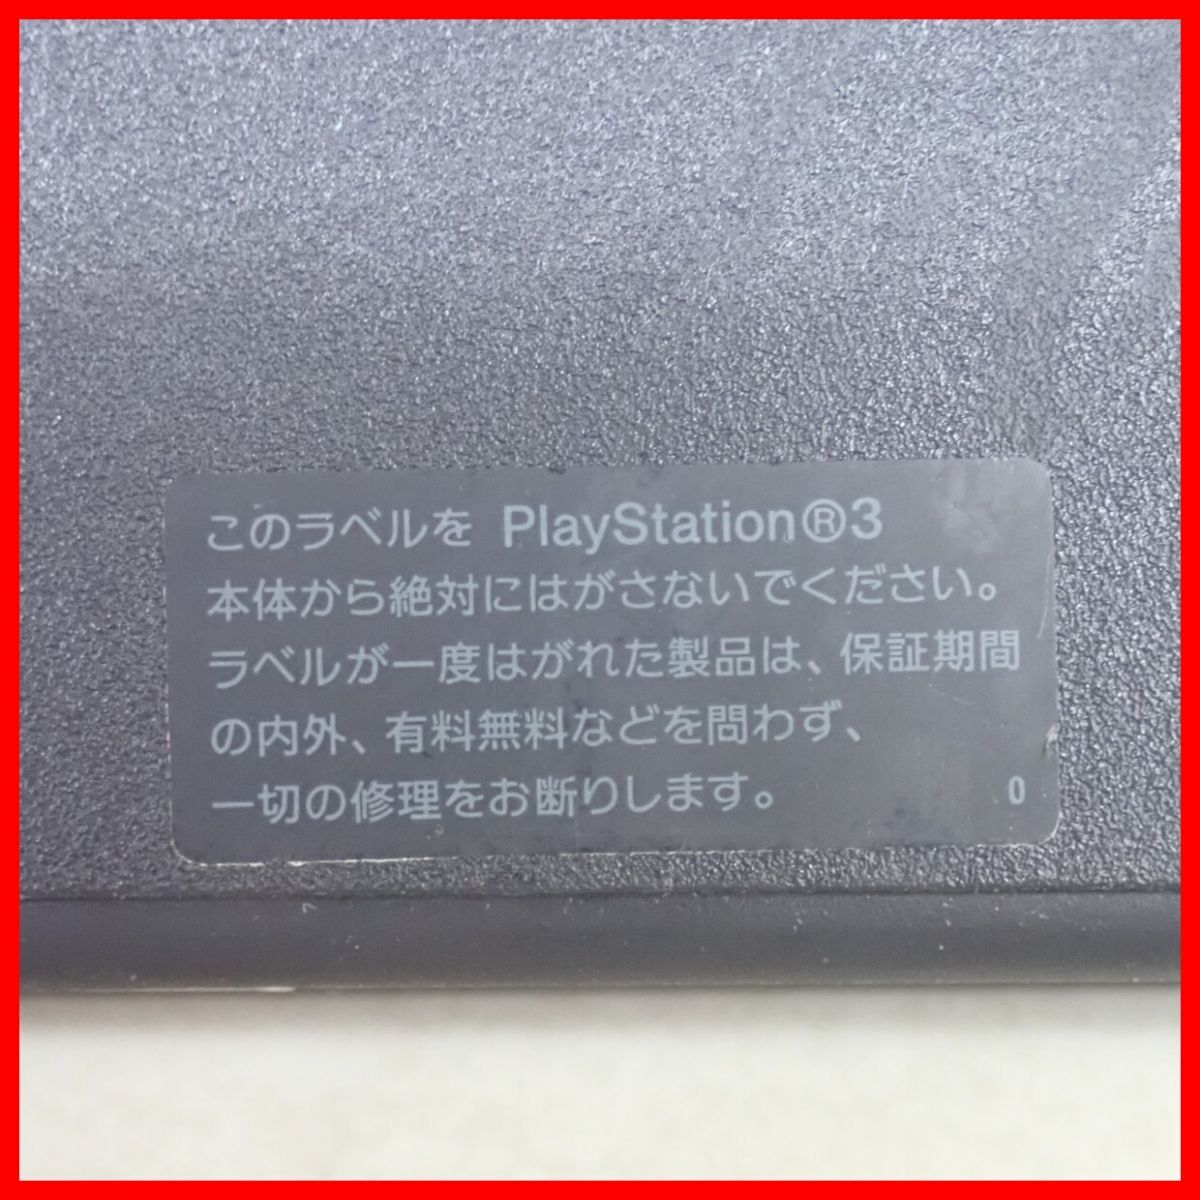 このラベルを PlayStation®3
本体から絶対にはがさないでください。
ラベルが一度はがれた製品は、保証期間
の内外、有料無料などを問わず、
一切の修理をお断りします。 0